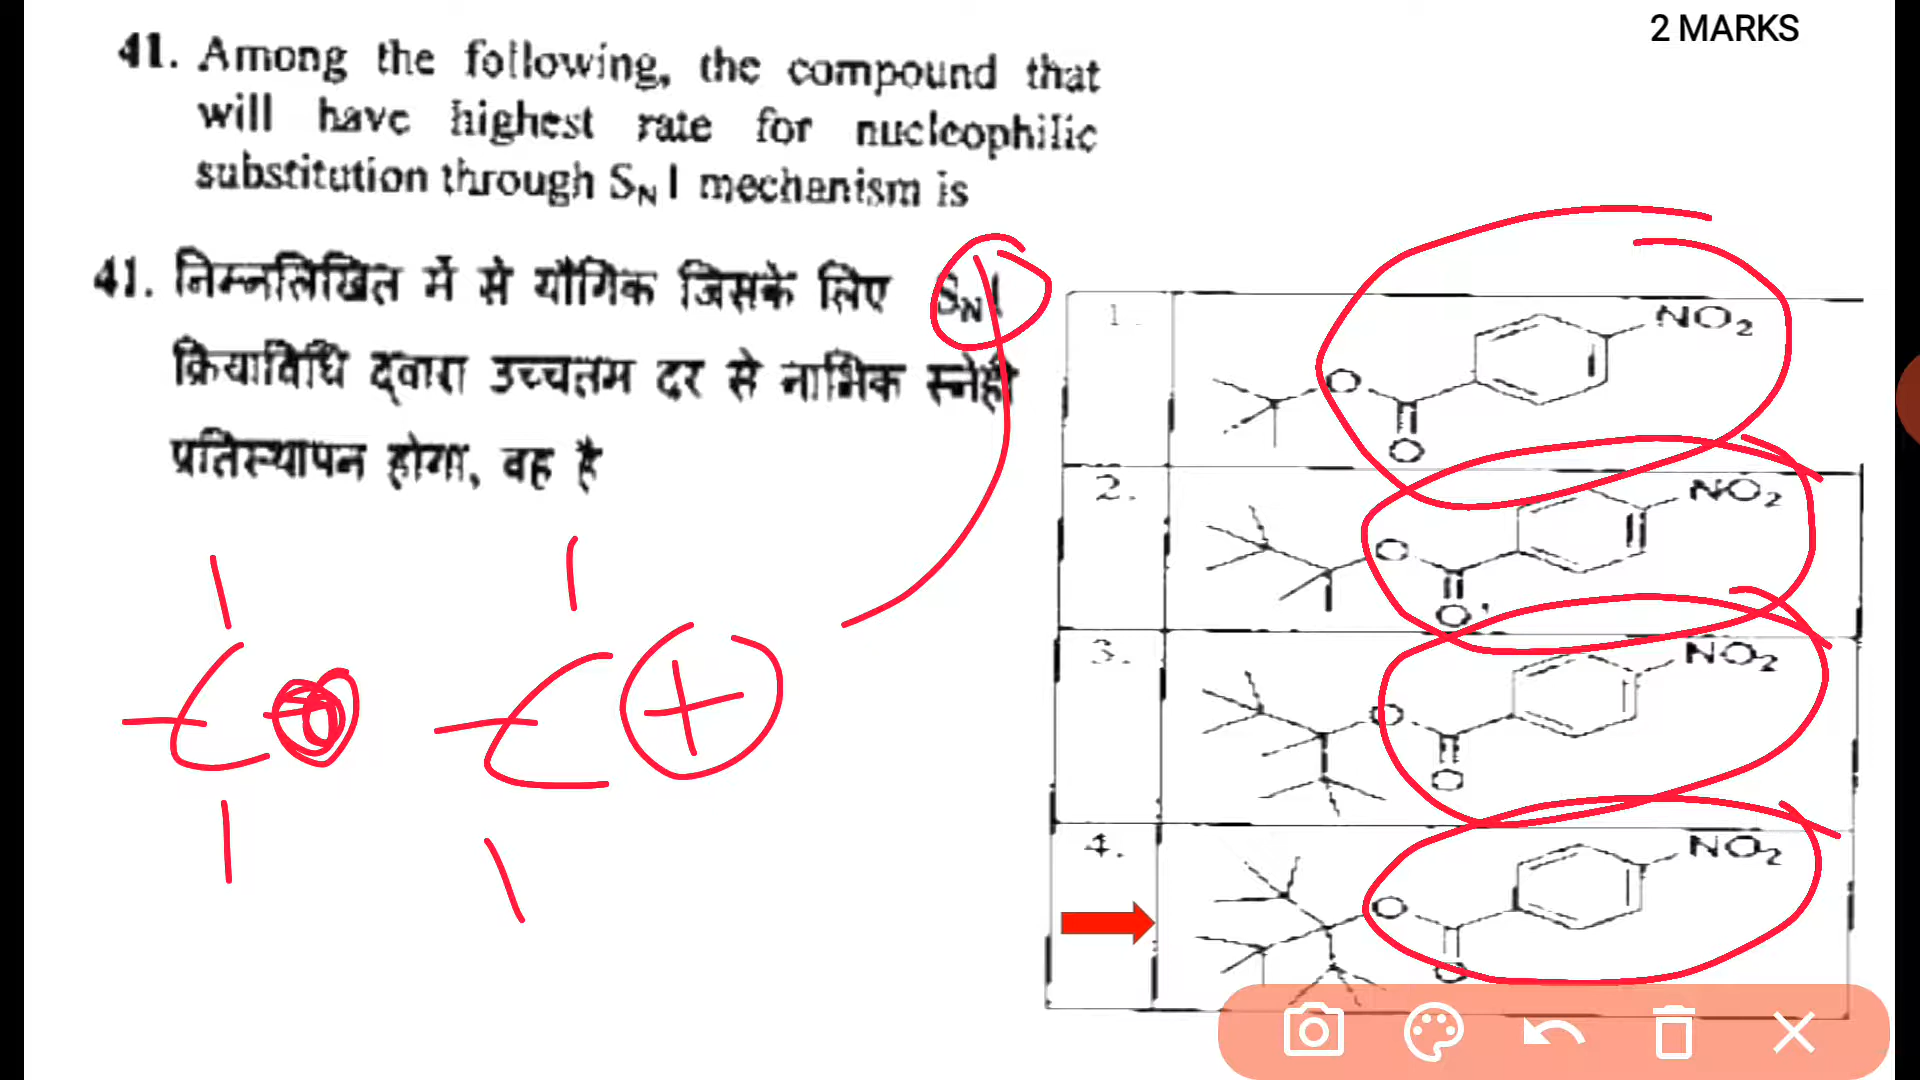 2 MARKS
41. Among the following, the compound that
will have highest rate for nucleophilic
substitution through SN1 mechanism is
41. निम्नलिखित में से यौगिक जिसके लिए SN1
क्रियाविधि द्वारा उच्चतम दर से नाभिक स्नेही
प्रतिस्थापन होगा, वह है
1.
NO2
O
O
2.
NO2
O
O
3.
NO2
O
O
4.
NO2
O
O
C
C +